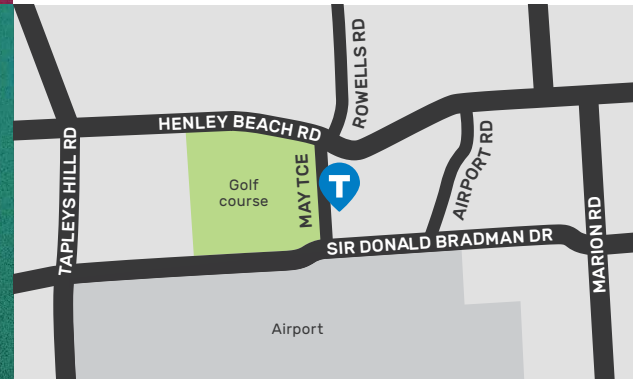 ROWELLS RD
HENLEY BEACH RD
TAPLEYS HILL RD
Golf
course
MAY TCE
T
AIRPORT RD
SIR DONALD BRADMAN DR
MARION RD
Airport